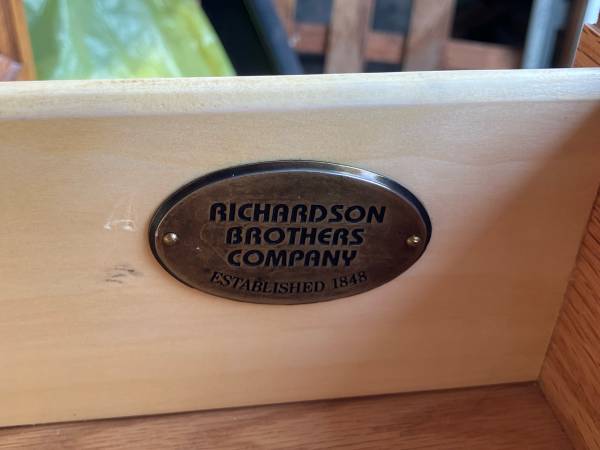 RICHARDSON
BROTHERS
COMPANY
ESTABLISHED 1848